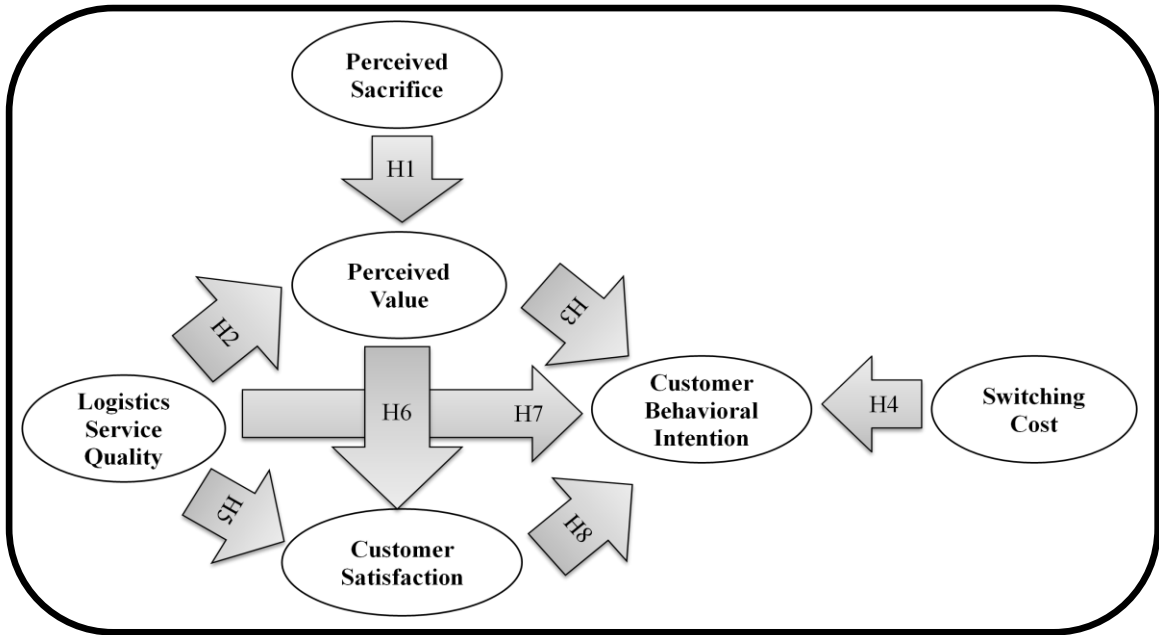 Perceived
Sacrifice
H1
Perceived
Value
H2
H3
Logistics
Service
Quality
H6
H7
Customer
Behavioral
Intention
H4
Switching
Cost
H5
H8
Customer
Satisfaction